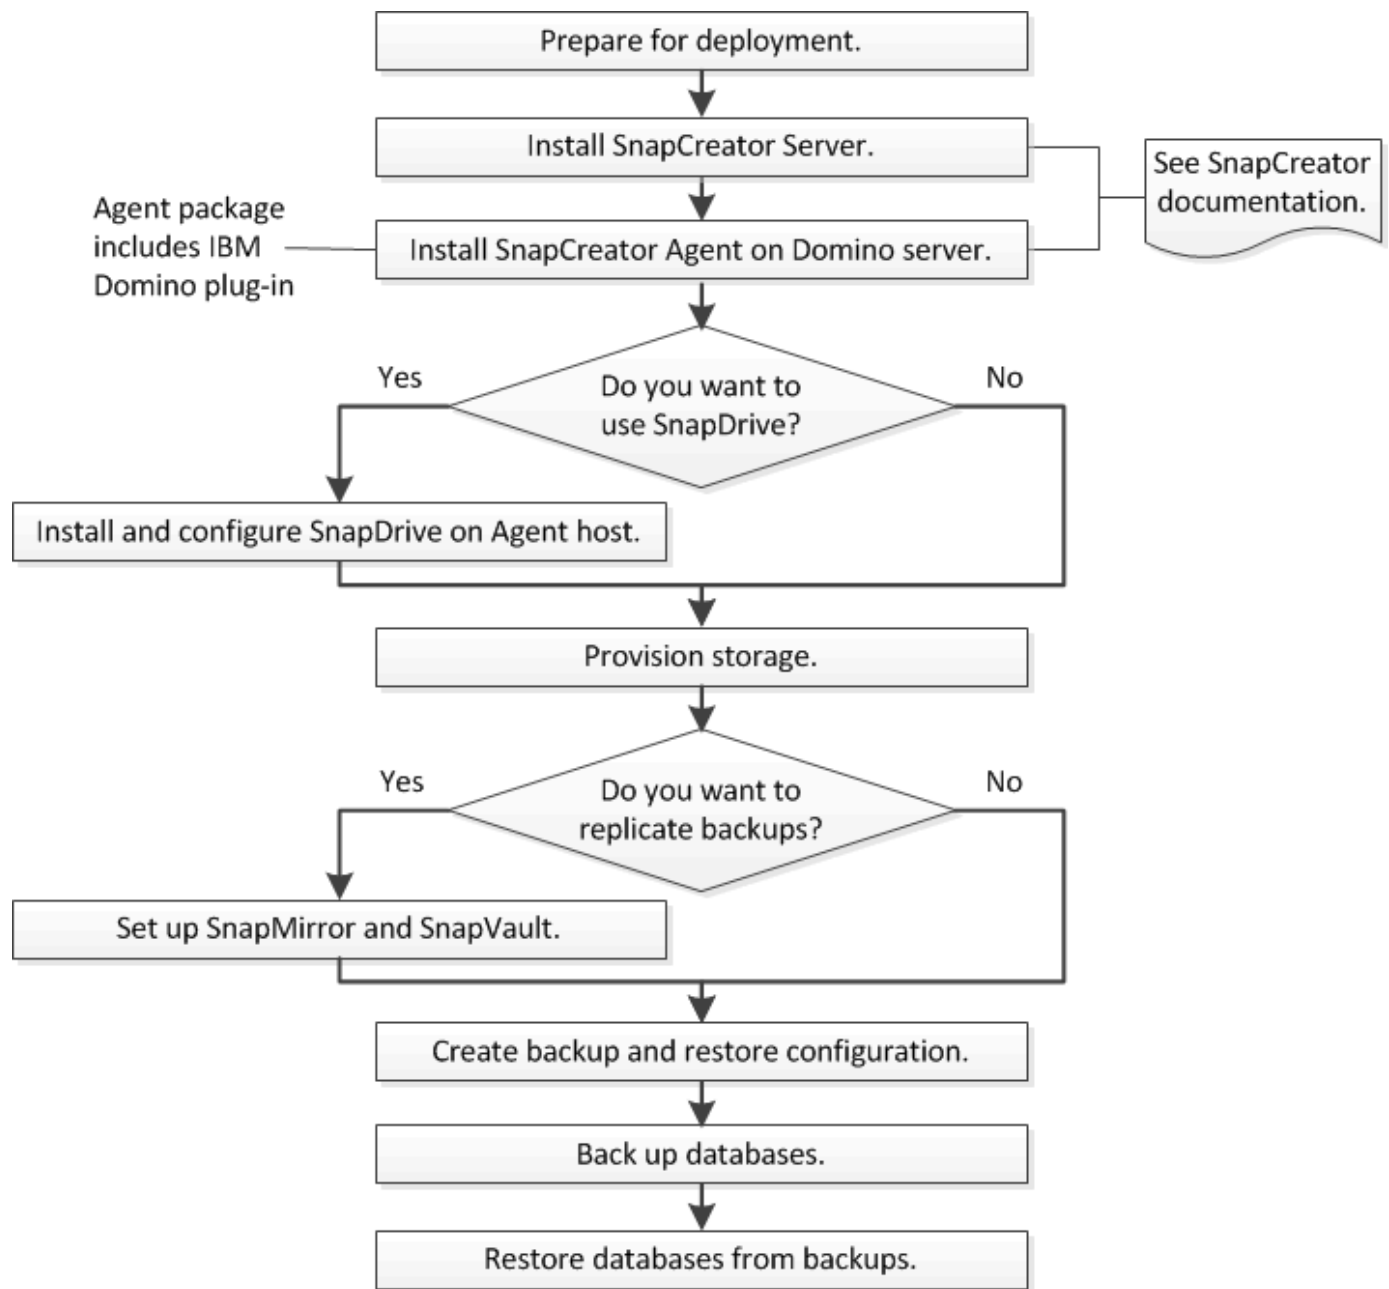 Prepare for deployment.
Install SnapCreator Server.
See SnapCreator
documentation.
Agent package
includes IBM
Domino plug-in
Install SnapCreator Agent on Domino server.
Yes
Do you want to
use SnapDrive?
No
Install and configure SnapDrive on Agent host.
Provision storage.
Yes
Do you want to
replicate backups?
No
Set up SnapMirror and SnapVault.
Create backup and restore configuration.
Back up databases.
Restore databases from backups.